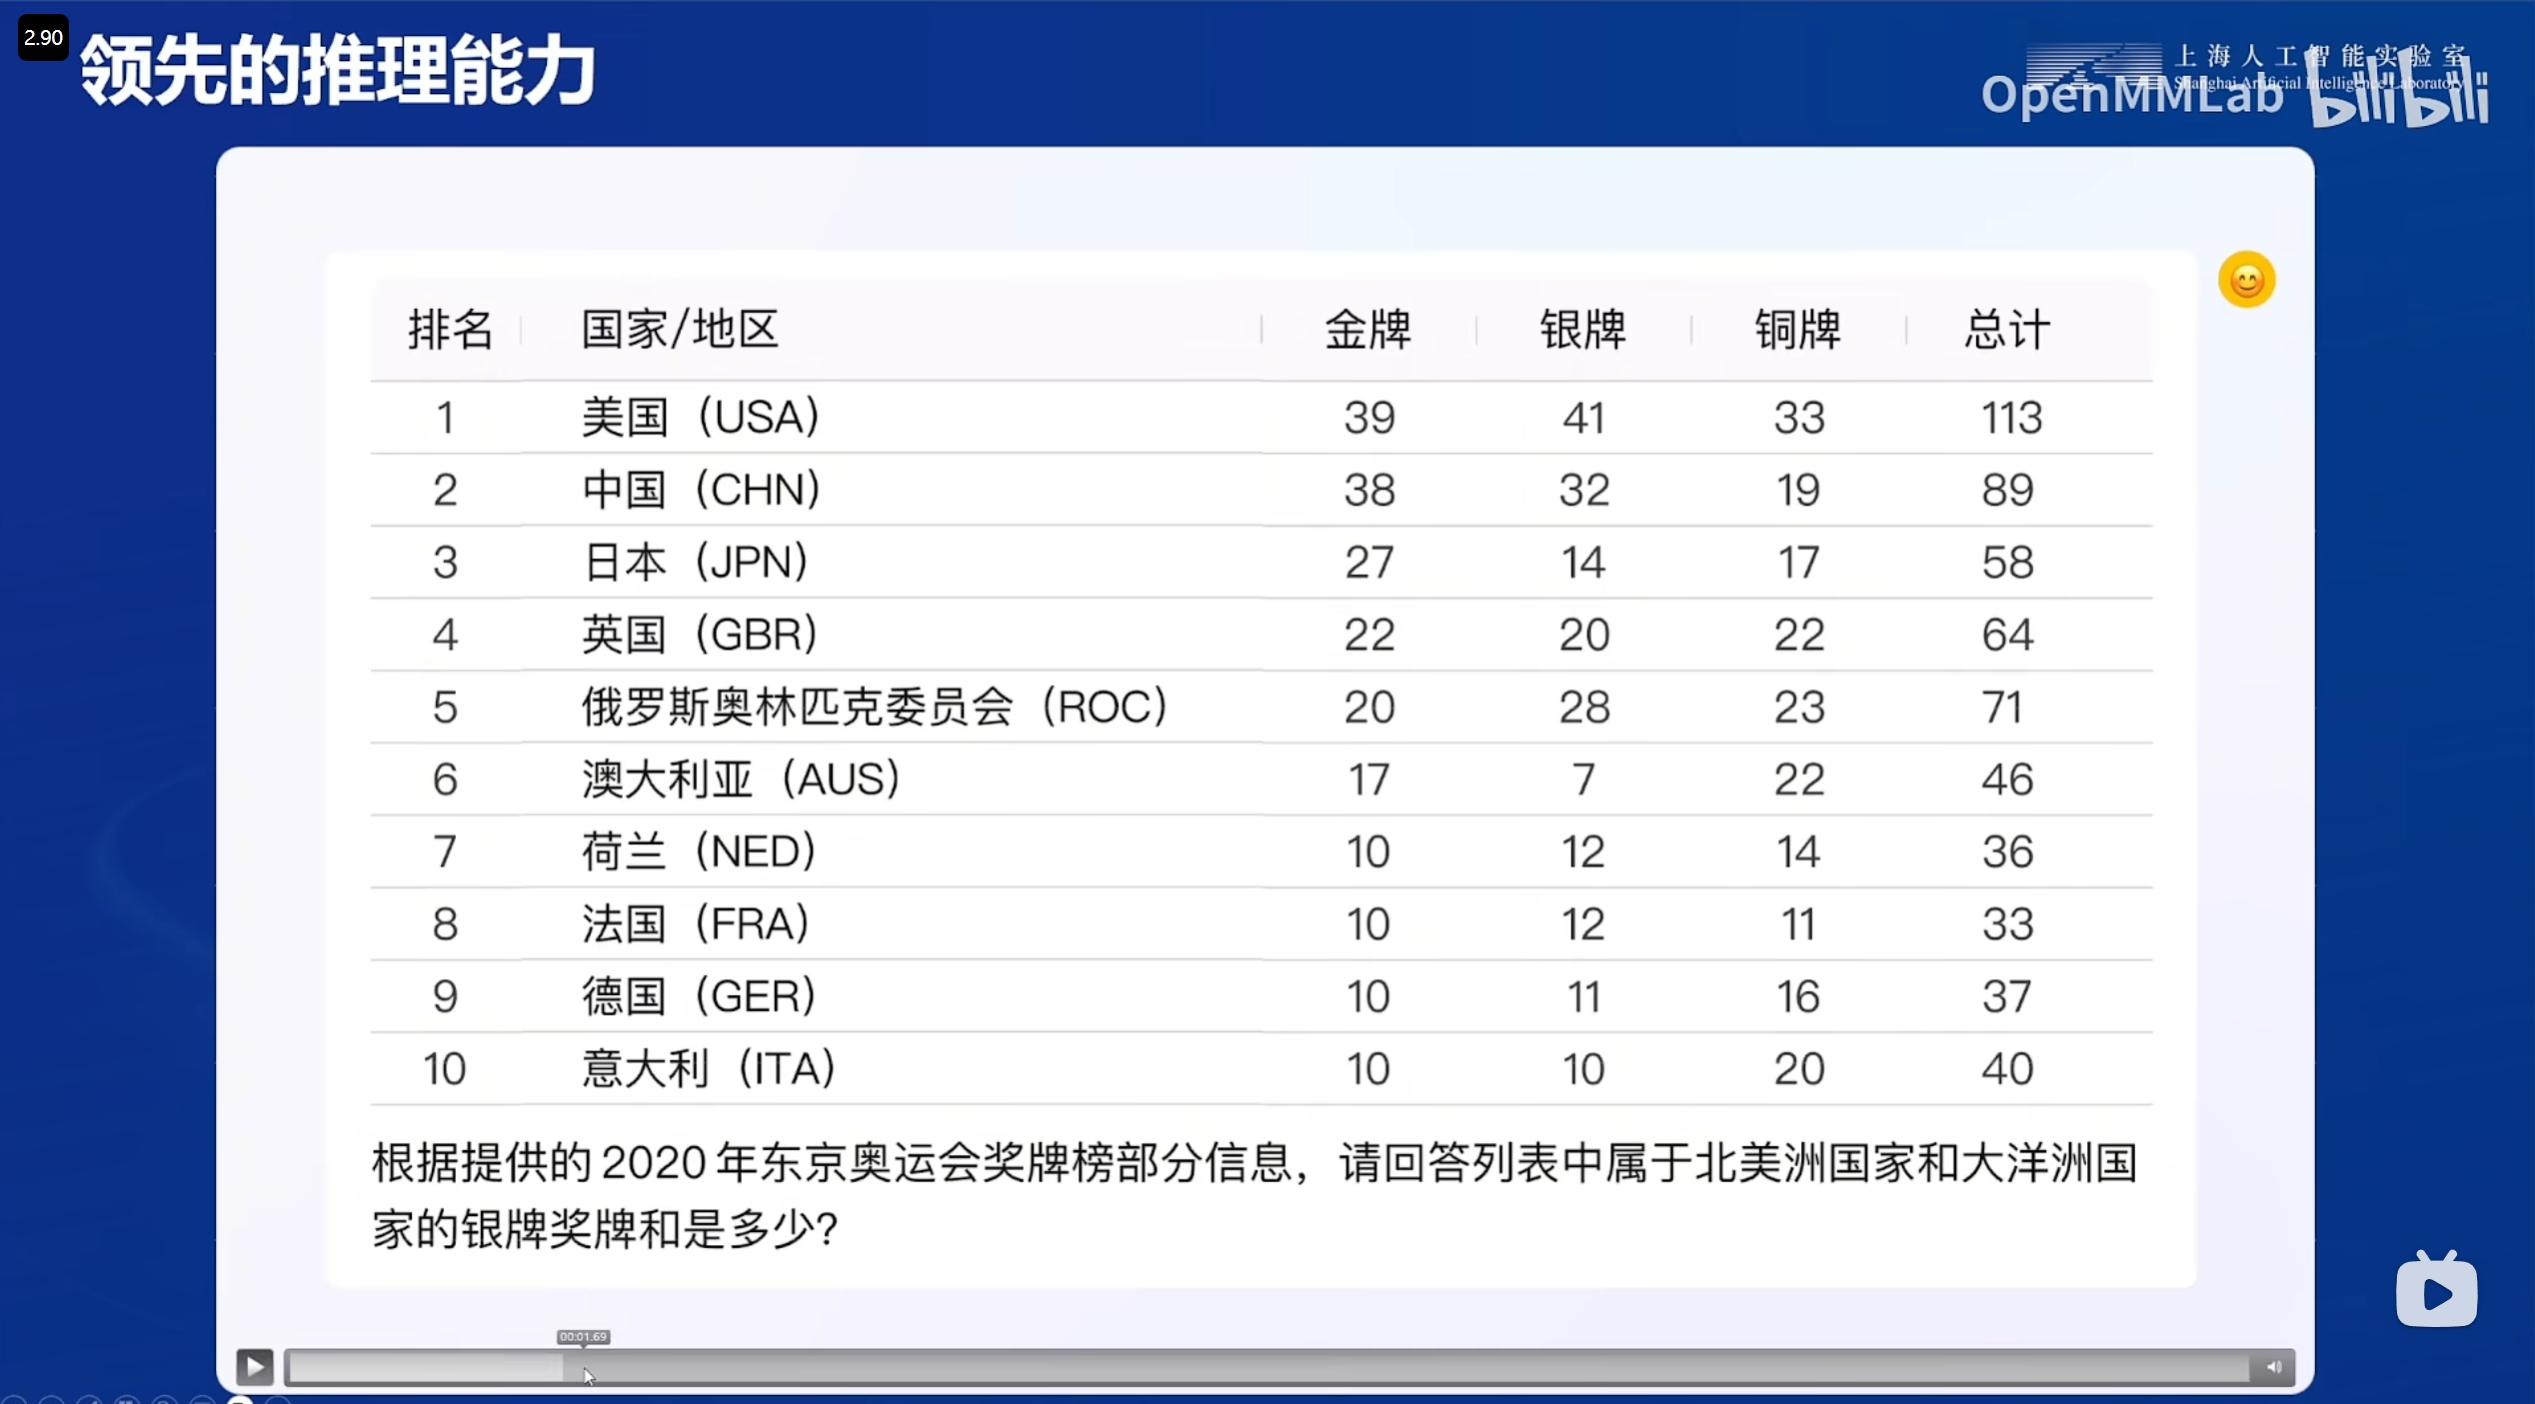 2.90
领先的推理能力
上海人工智能实验室
Shanghai Artificial Intelligence Laboratory
OpenMMLab bilibili
排名 国家/地区 金牌 银牌 铜牌 总计
1 美国（USA） 39 41 33 113
2 中国（CHN） 38 32 19 89
3 日本（JPN） 27 14 17 58
4 英国（GBR） 22 20 22 64
5 俄罗斯奥林匹克委员会（ROC） 20 28 23 71
6 澳大利亚（AUS） 17 7 22 46
7 荷兰（NED） 10 12 14 36
8 法国（FRA） 10 12 11 33
9 德国（GER） 10 11 16 37
10 意大利（ITA） 10 10 20 40
根据提供的 2020 年东京奥运会奖牌榜部分信息，请回答列表中属于北美洲国家和大洋洲国
家的银牌奖牌和是多少？
00:01.69